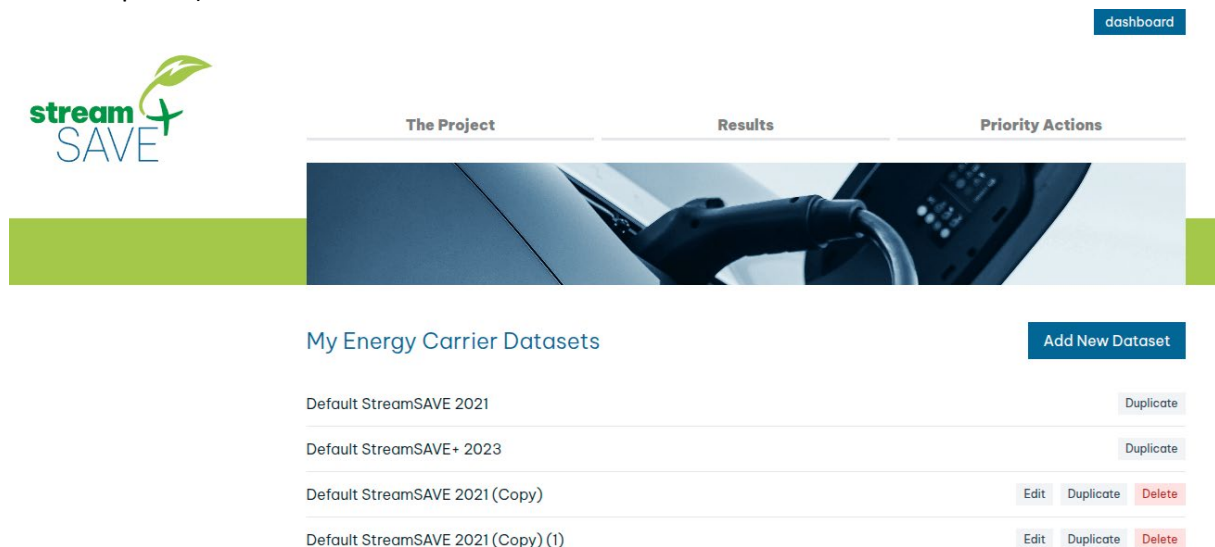 dashboard
stream
SAVE
The Project Results Priority Actions
My Energy Carrier Datasets Add New Dataset
Default StreamSAVE 2021 Duplicate
Default StreamSAVE+ 2023 Duplicate
Default StreamSAVE 2021 (Copy) Edit Duplicate Delete
Default StreamSAVE 2021 (Copy) (1) Edit Duplicate Delete